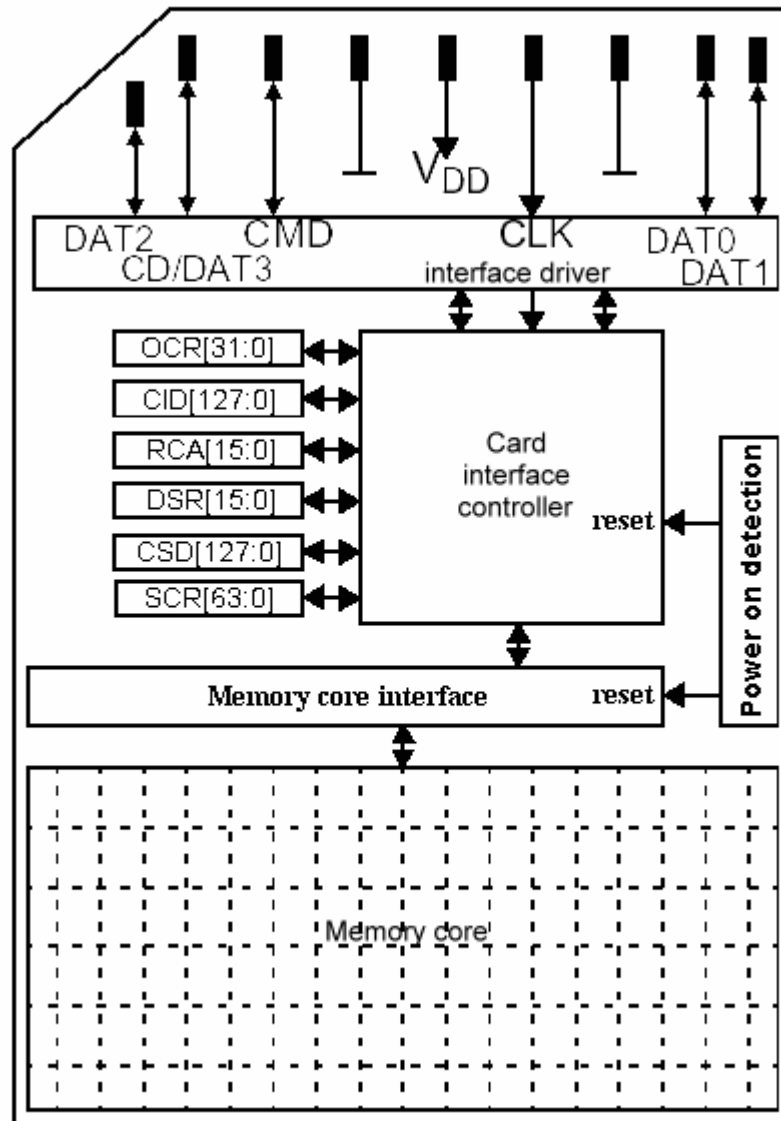 VDD
DAT2 CMD CLK DAT0
CD/DAT3 interface driver DAT1
OCR[31:0]
CID[127:0]
RCA[15:0]
DSR[15:0]
CSD[127:0]
SCR[63:0]
Card
interface
controller
reset
Power on detection
Memory core interface reset
Memory core